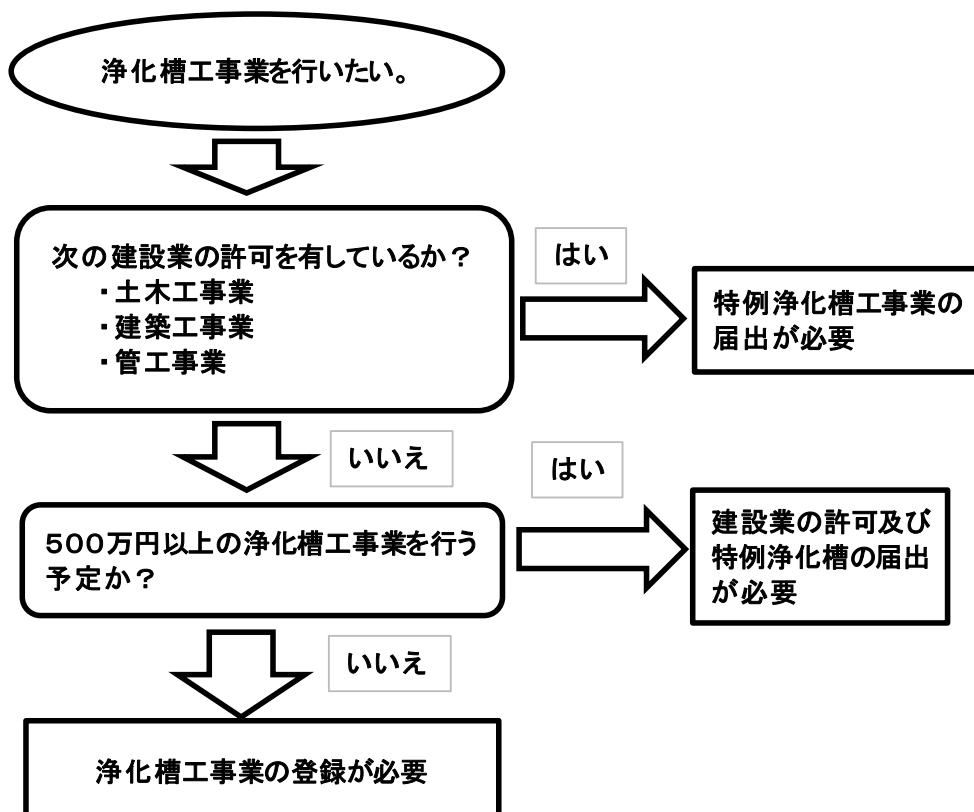 浄化槽工事業を行いたい。
次の建設業の許可を有しているか？
・土木工事業
・建築工事業
・管工事業
はい
特例浄化槽工事業の
届出が必要
いいえ
はい
500万円以上の浄化槽工事業を行う
予定か？
建設業の許可及び
特例浄化槽の届出
が必要
いいえ
浄化槽工事業の登録が必要